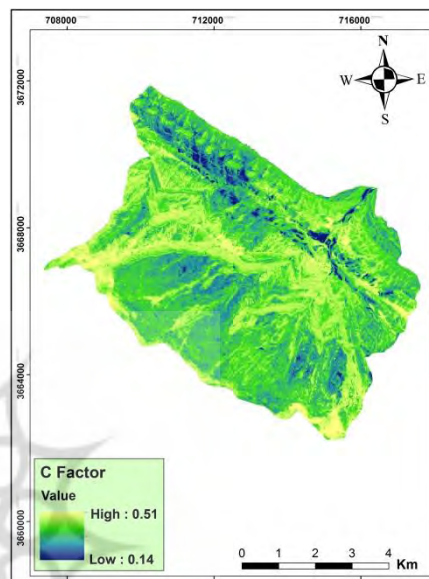 708000 712000 716000
N
W E
S
3672000
3668000
3664000
3660000
C Factor
Value
High : 0.51
Low : 0.14
0 1 2 3 4
Km